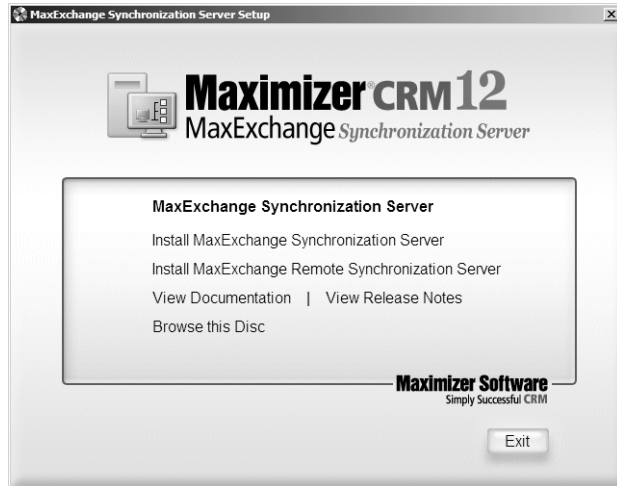 MaxExchange Synchronization Server Setup
Maximizer® CRM 12
MaxExchange Synchronization Server
MaxExchange Synchronization Server
Install MaxExchange Synchronization Server
Install MaxExchange Remote Synchronization Server
View Documentation | View Release Notes
Browse this Disc
Maximizer Software
Simply Successful CRM
Exit